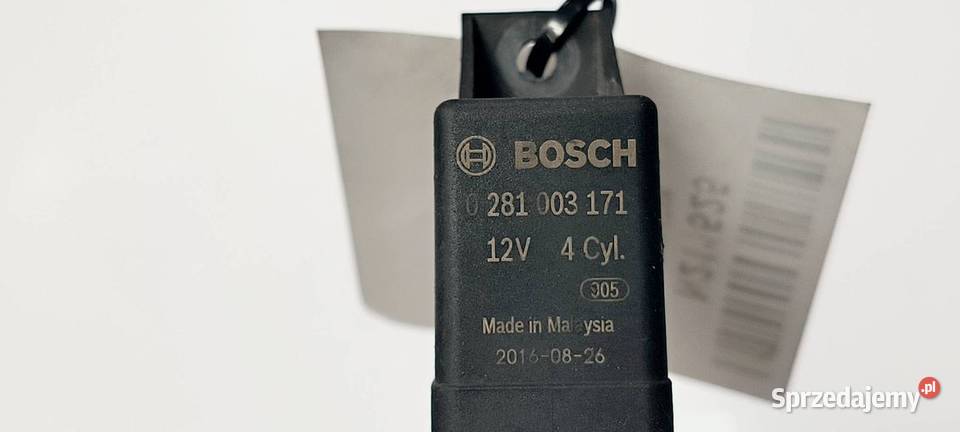 BOSCH
0 281 003 171
12V 4 Cyl.
905
Made in Malaysia
2016-08-26
Sprzedajemy.pl